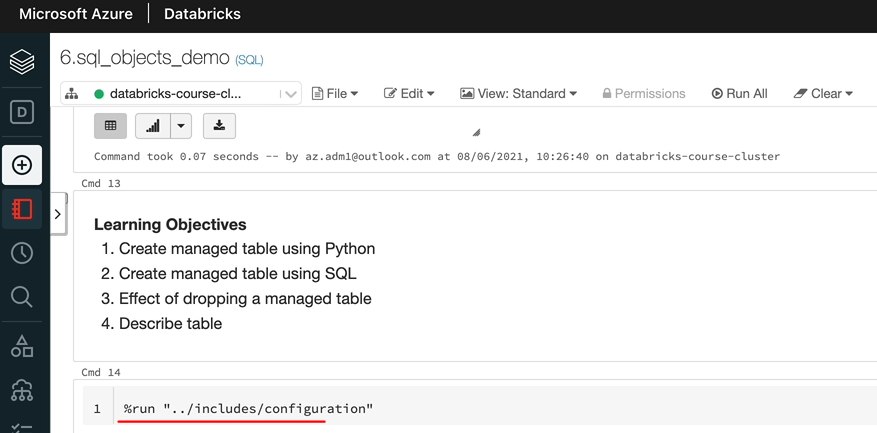 Microsoft Azure | Databricks
6.sql_objects_demo (SQL)
databricks-course-cl... File Edit View: Standard Permissions Run All Clear
D
Command took 0.07 seconds -- by az.adm1@outlook.com at 08/06/2021, 10:26:40 on databricks-course-cluster
Cmd 13
Learning Objectives
1. Create managed table using Python
2. Create managed table using SQL
3. Effect of dropping a managed table
4. Describe table
Cmd 14
1 %run "../includes/configuration"